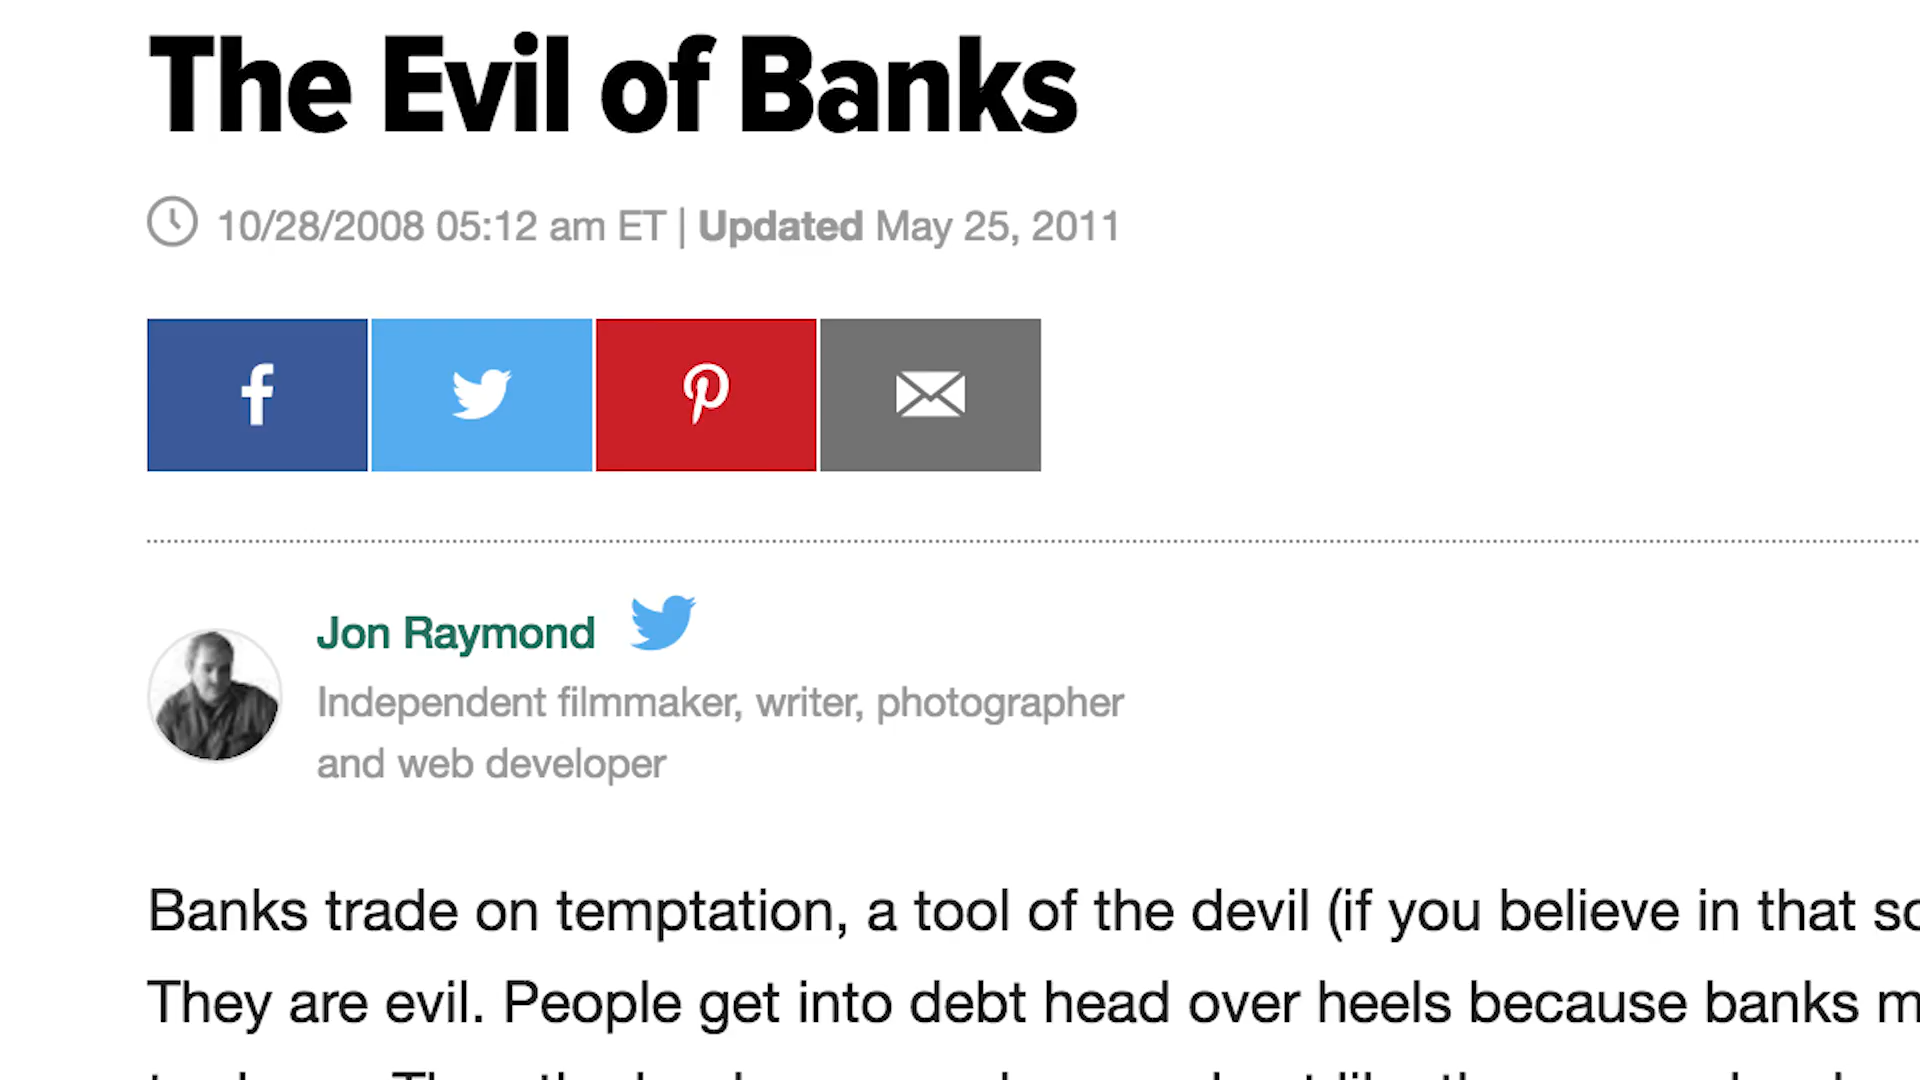 The Evil of Banks
10/28/2008 05:12 am ET | Updated May 25, 2011
Jon Raymond
Independent filmmaker, writer, photographer
and web developer
Banks trade on temptation, a tool of the devil (if you believe in that
They are evil. People get into debt head over heels because banks